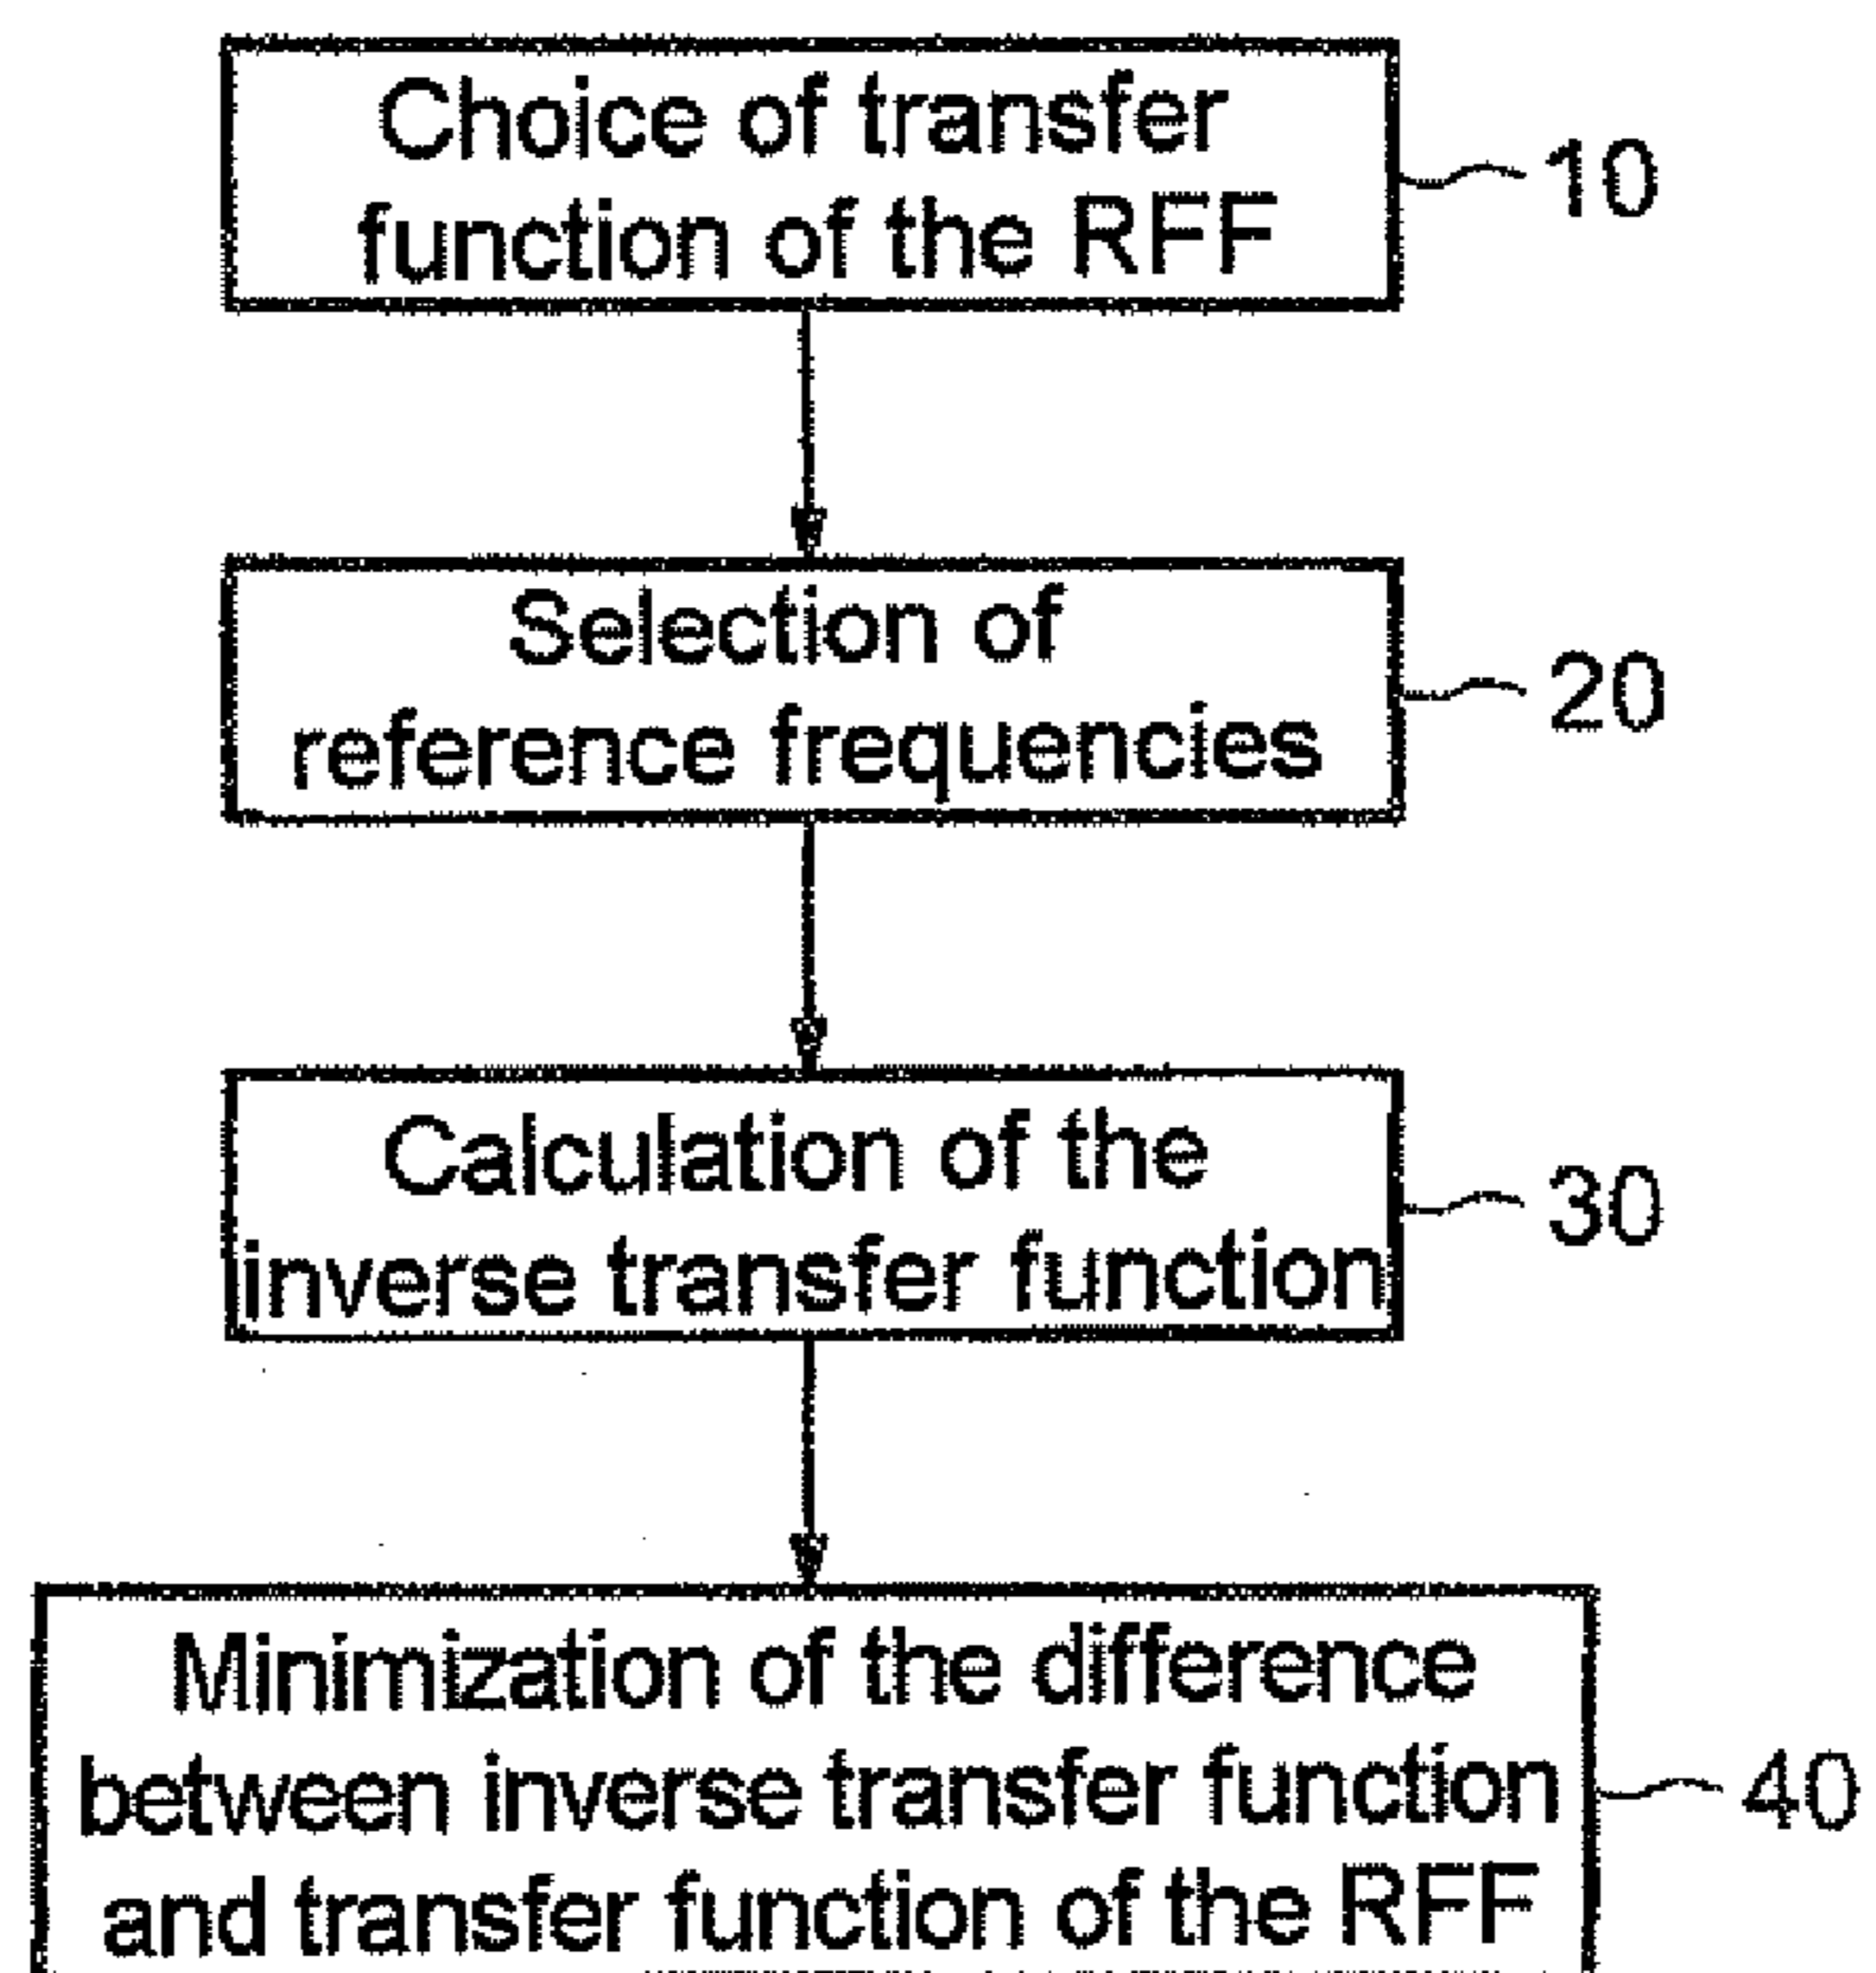 Choice of transfer
function of the RFF
10
Selection of
reference frequencies
20
Calculation of the
inverse transfer function
30
Minimization of the difference
between inverse transfer function
and transfer function of the RFF
40